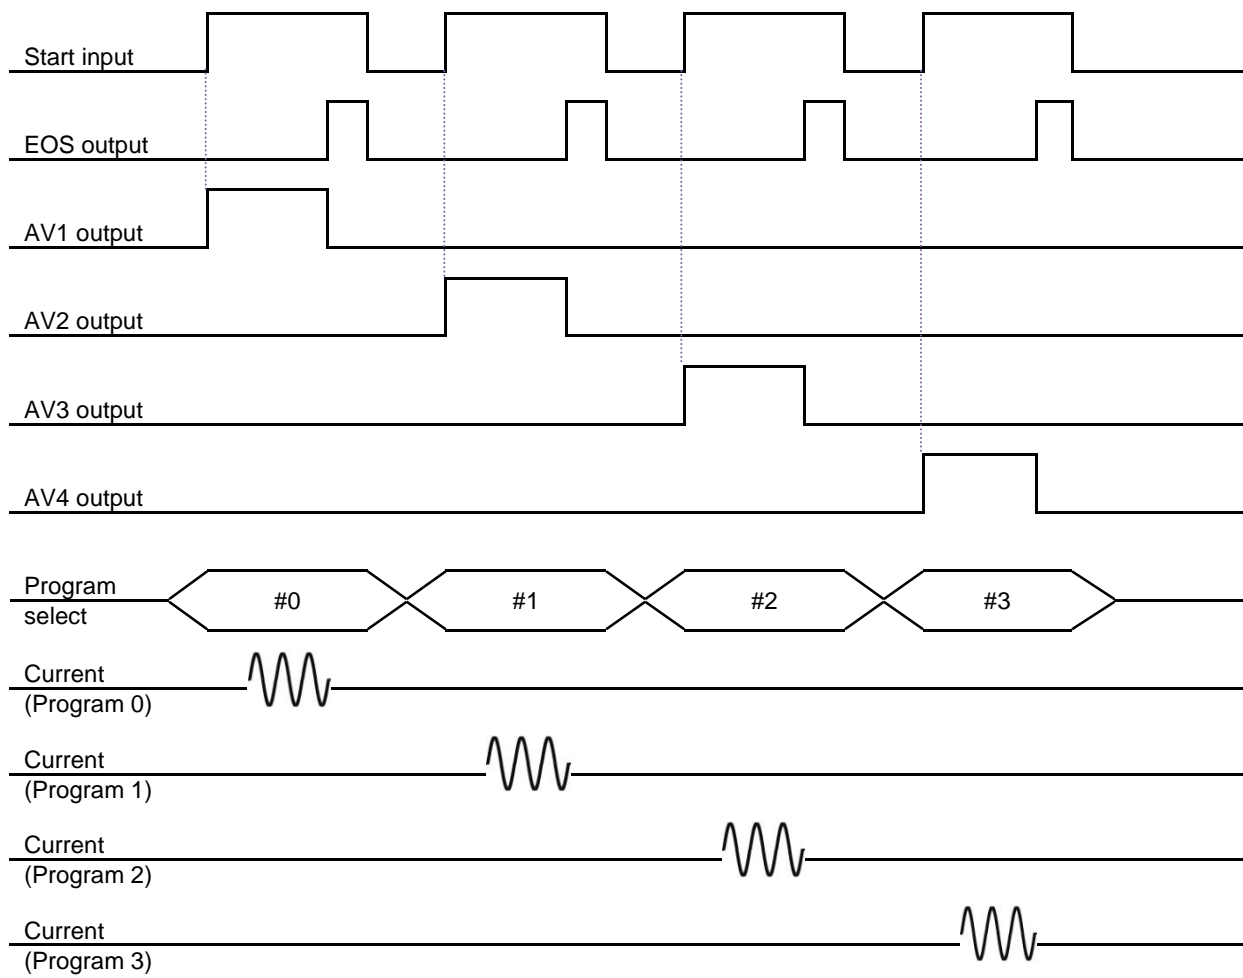 Start input
EOS output
AV1 output
AV2 output
AV3 output
AV4 output
Program
select
#0
#1
#2
#3
Current
(Program 0)
Current
(Program 1)
Current
(Program 2)
Current
(Program 3)